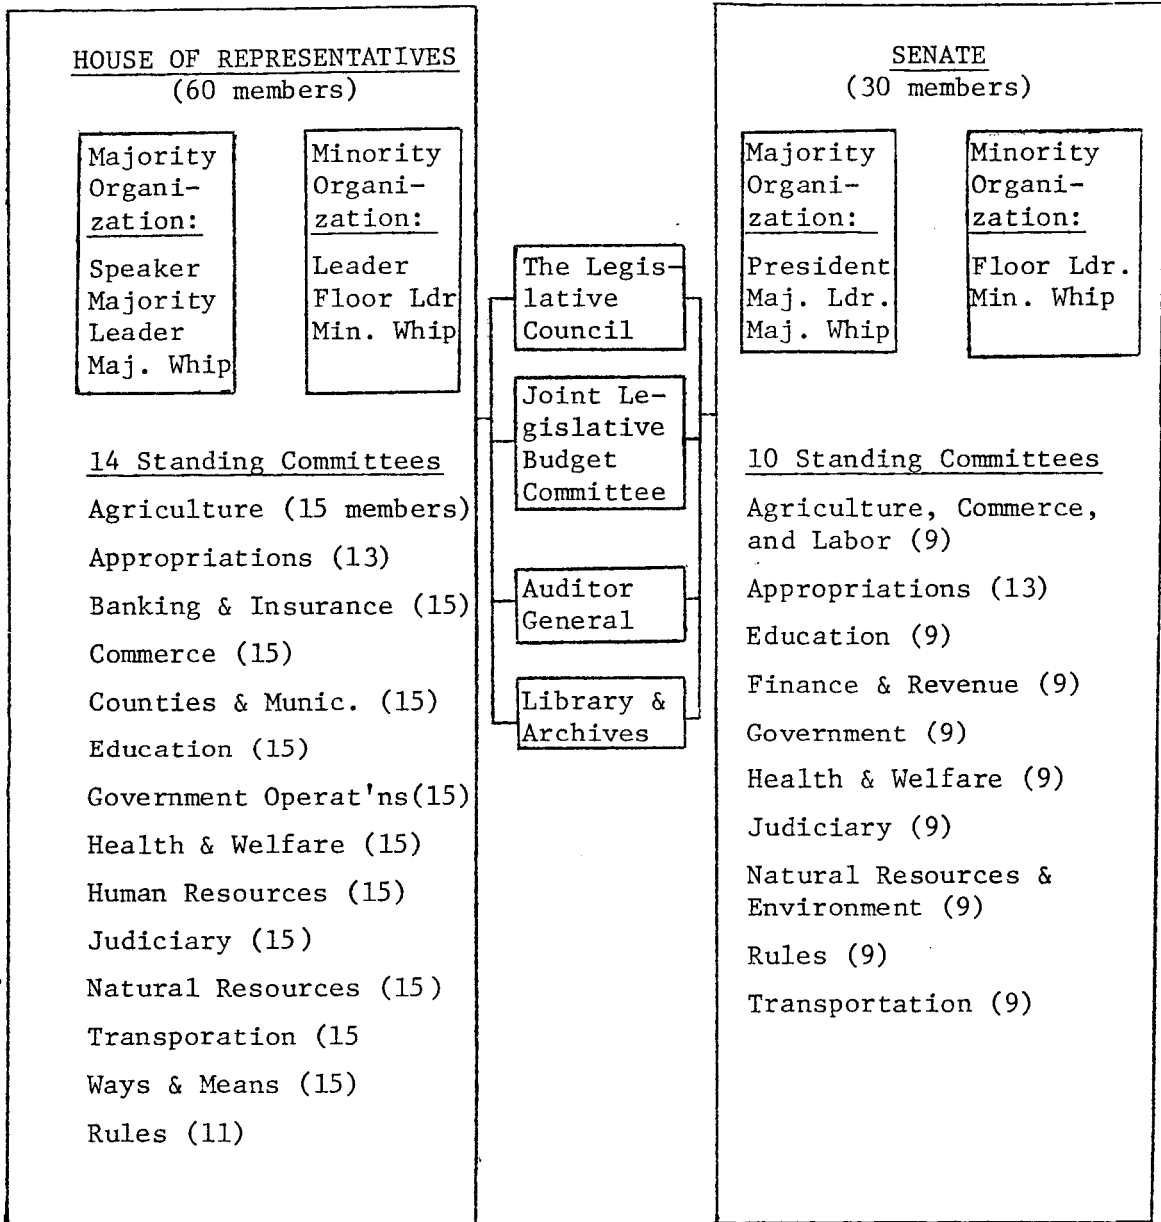 HOUSE OF REPRESENTATIVES
(60 members)
Majority
Organi-
zation:
Speaker
Majority
Leader
Maj. Whip
Minority
Organi-
zation:
Leader
Floor Ldr
Min. Whip
14 Standing Committees
Agriculture (15 members)
Appropriations (13)
Banking & Insurance (15)
Commerce (15)
Counties & Munic. (15)
Education (15)
Government Operat'ns(15)
Health & Welfare (15)
Human Resources (15)
Judiciary (15)
Natural Resources (15)
Transporation (15
Ways & Means (15)
Rules (11)
The Legis-
lative
Council
Joint Le-
gislative
Budget
Committee
Auditor
General
Library &
Archives
SENATE
(30 members)
Majority
Organi-
zation:
President
Maj. Ldr.
Maj. Whip
Minority
Organi-
zation:
Floor Ldr.
Min. Whip
10 Standing Committees
Agriculture, Commerce,
and Labor (9)
Appropriations (13)
Education (9)
Finance & Revenue (9)
Government (9)
Health & Welfare (9)
Judiciary (9)
Natural Resources &
Environment (9)
Rules (9)
Transportation (9)